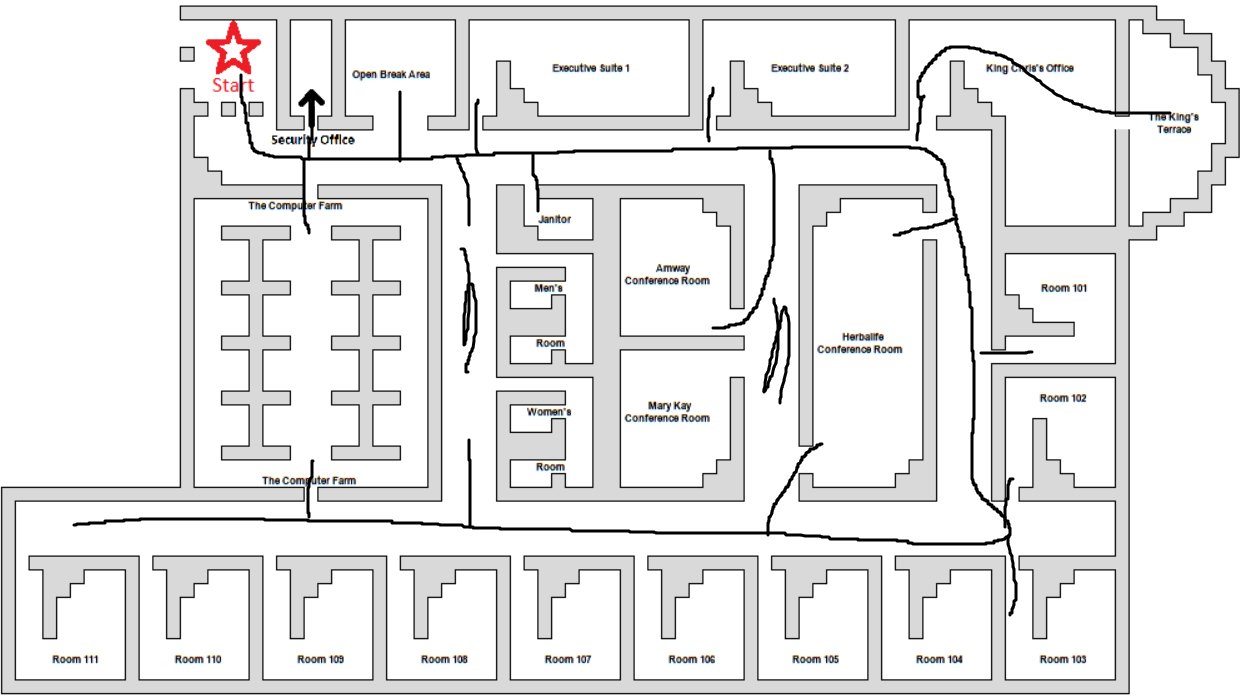 Start
Open Break Area
Executive Suite 1
Executive Suite 2
King Chris's Office
The King's
Terrace
Security Office
The Computer Farm
Janitor
Amway
Conference Room
Men's
Room
Room 101
Herbalife
Conference Room
Room 102
Mary Kay
Conference Room
Women's
Room
The Computer Farm
Room 111
Room 110
Room 109
Room 108
Room 107
Room 106
Room 105
Room 104
Room 103